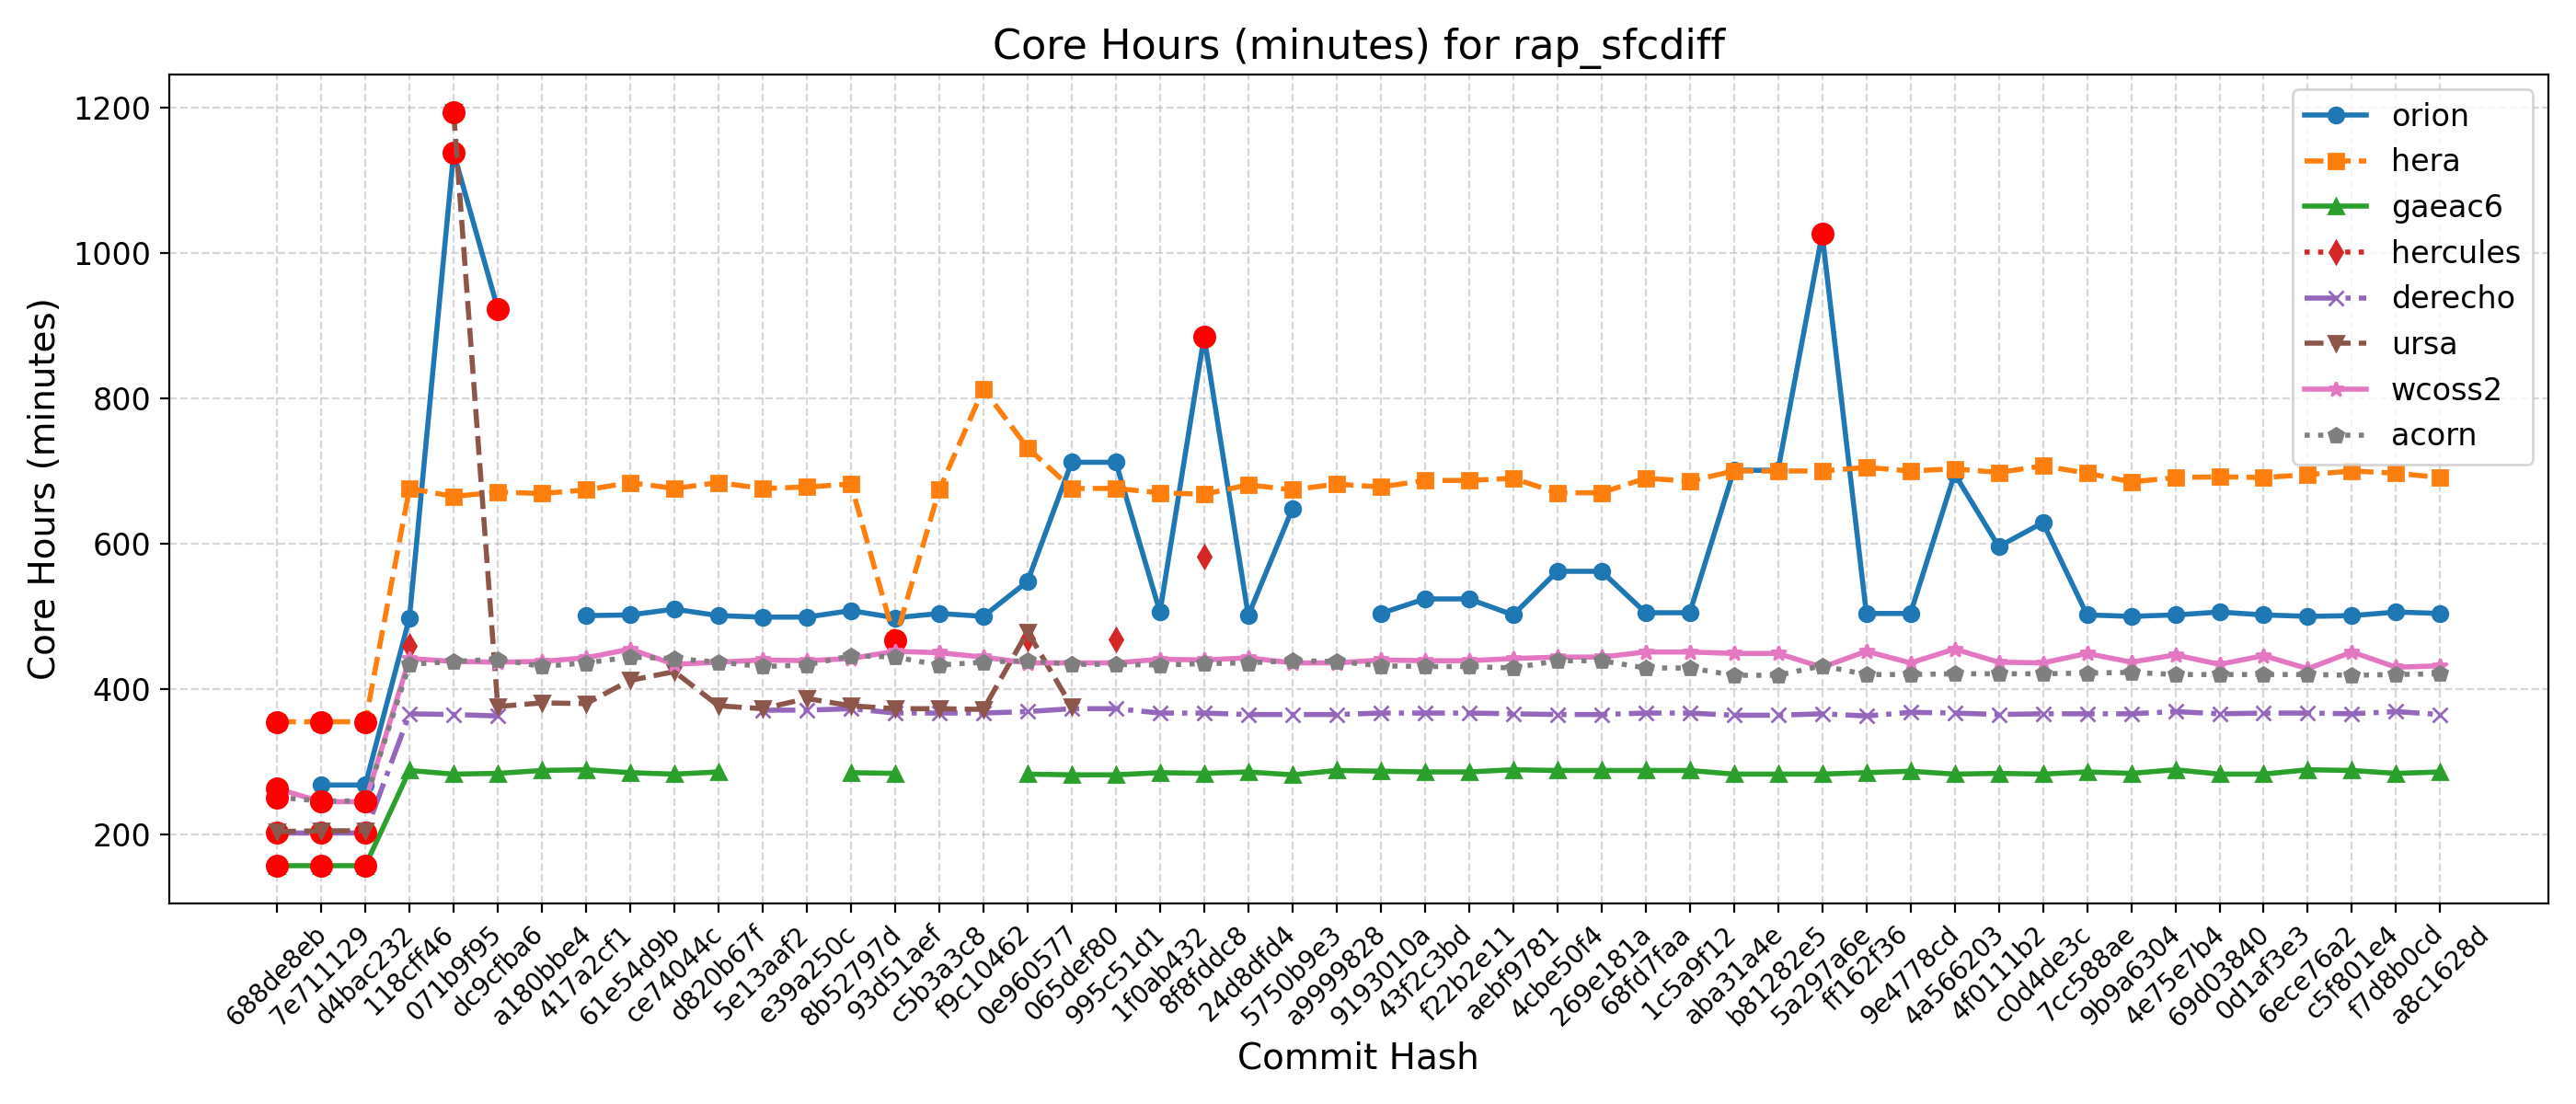 Core Hours (minutes) for rap_sfcdiff
Core Hours (minutes)
1200
1000
800
600
400
200
orion
hera
gaeac6
hercules
derecho
ursa
wcoss2
acorn
688de8eb
7e711129
d4bac232
118cff46
071b9f95
dc9cfba6
a180bbe4
417a2cf1
61e54d9b
ce74044c
d820b67f
5e13aaf2
e39a250c
8b52797d
93d51aef
c5b3a3c8
f9c10462
0e960577
065def80
995c51d1
1f0ab432
8f8fddc8
24d8dfd4
5750b9e3
a9999828
9193010a
43f2c3bd
f22b2e11
aebf9781
4cbe50f4
269e181a
68fd7faa
1c5a9f12
aba31a4e
b81282e5
5a297a6e
ff162f36
9e4778cd
4a566203
4f0111b2
c0d4de3c
7cc588ae
9b9a6304
4e75e7b4
69d03840
0d1af3e3
6ece76a2
c5f801e4
f7d8b0cd
a8c1628d
Commit Hash